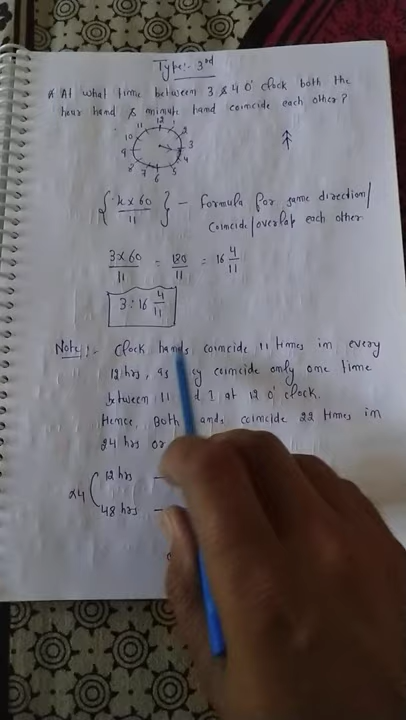 Type:- 3rd
* At what time between 3 & 4 O' clock both the
hour hand & minute hand coincide each other?
12
11 1
10 2
9 3
8 4
7 6 5
{ x × 60 / 11 } - Formula for same direction/
Coincide/overlap each other
3 × 60 / 11 = 180 / 11 = 16 4/11
3 : 16 4/11
Note :- Clock hands coincide 11 times in every
12 hrs, as coincide only one time
between 11 1 at 12 O' clock.
Hence, Both coincide 22 times in
24 hrs or
×4 ( 12 hrs -
48 hrs -